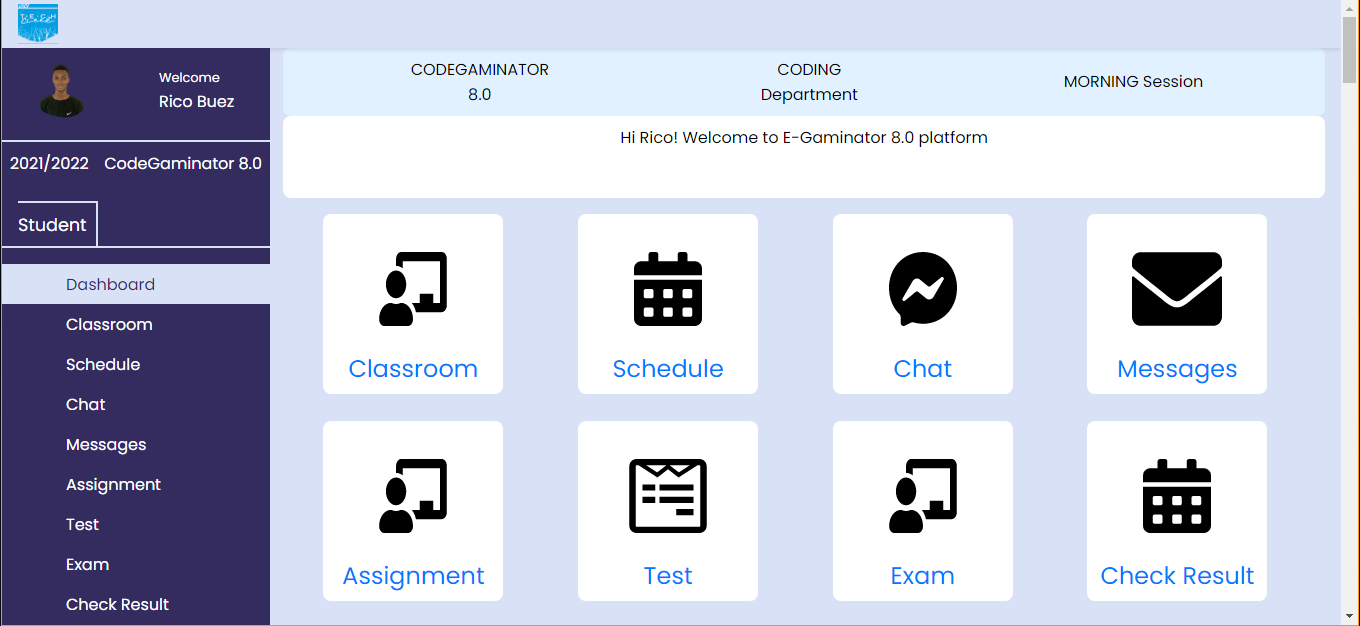 Welcome
Rico Buez
2021/2022 CodeGaminator 8.0
Student
Dashboard
Classroom
Schedule
Chat
Messages
Assignment
Test
Exam
Check Result
CODEGAMINATOR
8.0
CODING
Department
MORNING Session
Hi Rico! Welcome to E-Gaminator 8.0 platform
Classroom
Schedule
Chat
Messages
Assignment
Test
Exam
Check Result